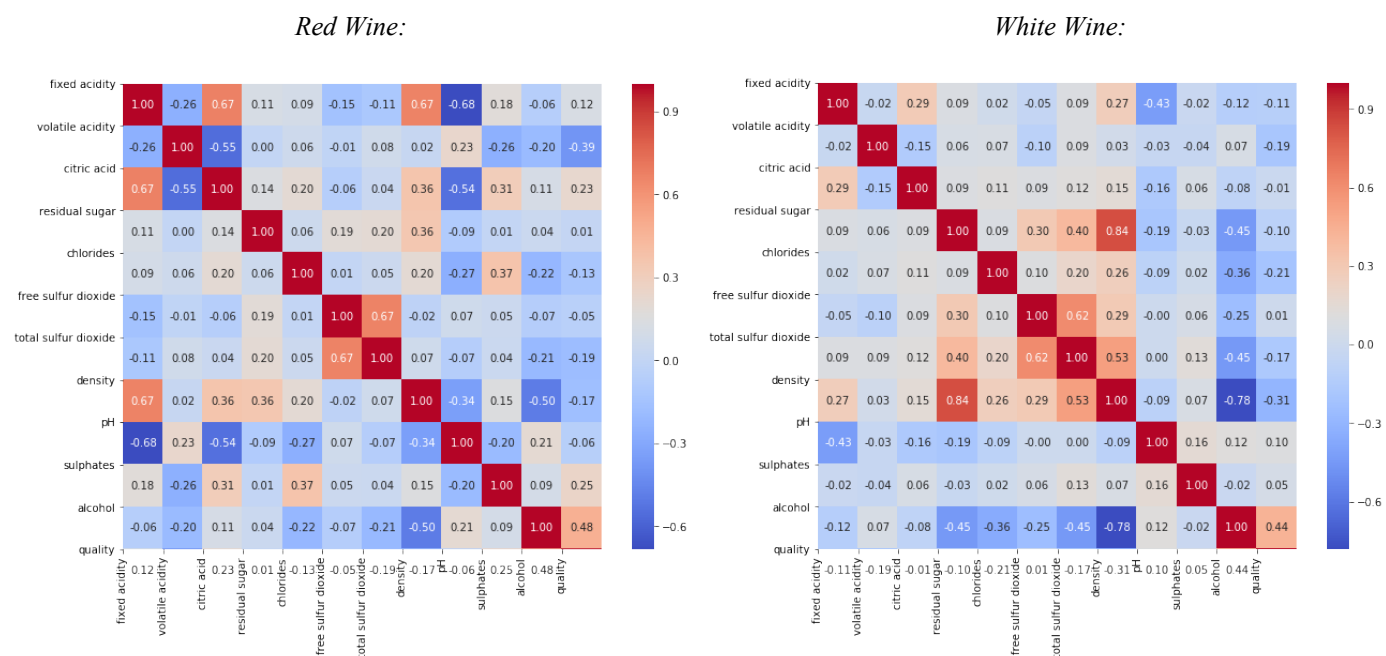 Red Wine:
fixed acidity
1.00 -0.26 0.67 0.11 0.09 -0.15 -0.11 0.67 -0.68 0.18 -0.06 0.12
volatile acidity
-0.26 1.00 -0.55 0.00 0.06 -0.01 0.08 0.02 0.23 -0.26 -0.20 -0.39
citric acid
0.67 -0.55 1.00 0.14 0.20 -0.06 0.04 0.36 -0.54 0.31 0.11 0.23
residual sugar
0.11 0.00 0.14 1.00 0.06 0.19 0.20 0.36 -0.09 0.01 0.04 0.01
chlorides
0.09 0.06 0.20 0.06 1.00 0.01 0.05 0.20 -0.27 0.37 -0.22 -0.13
free sulfur dioxide
-0.15 -0.01 -0.06 0.19 0.01 1.00 0.67 -0.02 0.07 0.05 -0.07 -0.05
total sulfur dioxide
-0.11 0.08 0.04 0.20 0.05 0.67 1.00 0.07 -0.07 0.04 -0.21 -0.19
density
0.67 0.02 0.36 0.36 0.20 -0.02 0.07 1.00 -0.34 0.15 -0.50 -0.17
pH
-0.68 0.23 -0.54 -0.09 -0.27 0.07 -0.07 -0.34 1.00 -0.20 0.21 -0.06
sulphates
0.18 -0.26 0.31 0.01 0.37 0.05 0.04 0.15 -0.20 1.00 0.09 0.25
alcohol
-0.06 -0.20 0.11 0.04 -0.22 -0.07 -0.21 -0.50 0.21 0.09 1.00 0.48
quality
0.12 0.23 0.01 -0.13 -0.05 -0.19 -0.17 -0.06 0.25 0.48
fixed acidity
volatile acidity
citric acid
residual sugar
chlorides
free sulfur dioxide
total sulfur dioxide
density
pH
sulphates
alcohol
quality
0.9
0.6
0.3
0.0
−0.3
−0.6
White Wine:
fixed acidity
1.00 -0.02 0.29 0.09 0.02 -0.05 0.09 0.27 -0.43 -0.02 -0.12 -0.11
volatile acidity
-0.02 1.00 -0.15 0.06 0.07 -0.10 0.09 0.03 -0.03 -0.04 0.07 -0.19
citric acid
0.29 -0.15 1.00 0.09 0.11 0.09 0.12 0.15 -0.16 0.06 -0.08 -0.01
residual sugar
0.09 0.06 0.09 1.00 0.09 0.30 0.40 0.84 -0.19 -0.03 -0.45 -0.10
chlorides
0.02 0.07 0.11 0.09 1.00 0.10 0.20 0.26 -0.09 0.02 -0.36 -0.21
free sulfur dioxide
-0.05 -0.10 0.09 0.30 0.10 1.00 0.62 0.29 -0.00 0.06 -0.25 0.01
total sulfur dioxide
0.09 0.09 0.12 0.40 0.20 0.62 1.00 0.53 0.00 0.13 -0.45 -0.17
density
0.27 0.03 0.15 0.84 0.26 0.29 0.53 1.00 -0.09 0.07 -0.78 -0.31
pH
-0.43 -0.03 -0.16 -0.19 -0.09 -0.00 0.00 -0.09 1.00 0.16 0.12 0.10
sulphates
-0.02 -0.04 0.06 -0.03 0.02 0.06 0.13 0.07 0.16 1.00 -0.02 0.05
alcohol
-0.12 0.07 -0.08 -0.45 -0.36 -0.25 -0.45 -0.78 0.12 -0.02 1.00 0.44
quality
-0.11 -0.19 -0.01 -0.10 -0.21 0.01 -0.17 -0.31 0.10 0.05 0.44
fixed acidity
volatile acidity
citric acid
residual sugar
chlorides
free sulfur dioxide
total sulfur dioxide
density
pH
sulphates
alcohol
quality
0.9
0.6
0.3
0.0
−0.3
−0.6